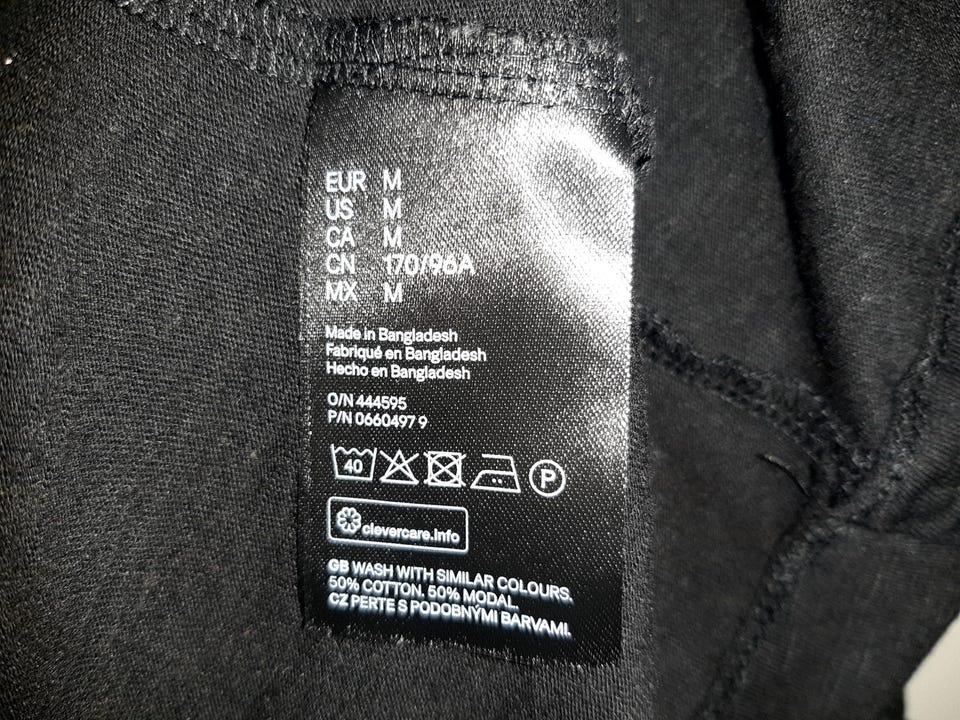 EUR M
US M
CA M
CN 170/96A
MX M
Made in Bangladesh
Fabriqué en Bangladesh
Hecho en Bangladesh
O/N 444595
P/N 0660497 9
40 P
clevercare.info
GB WASH WITH SIMILAR COLOURS.
50% COTTON. 50% MODAL.
CZ PERTE S PODOBNÝMI BARVAMI.